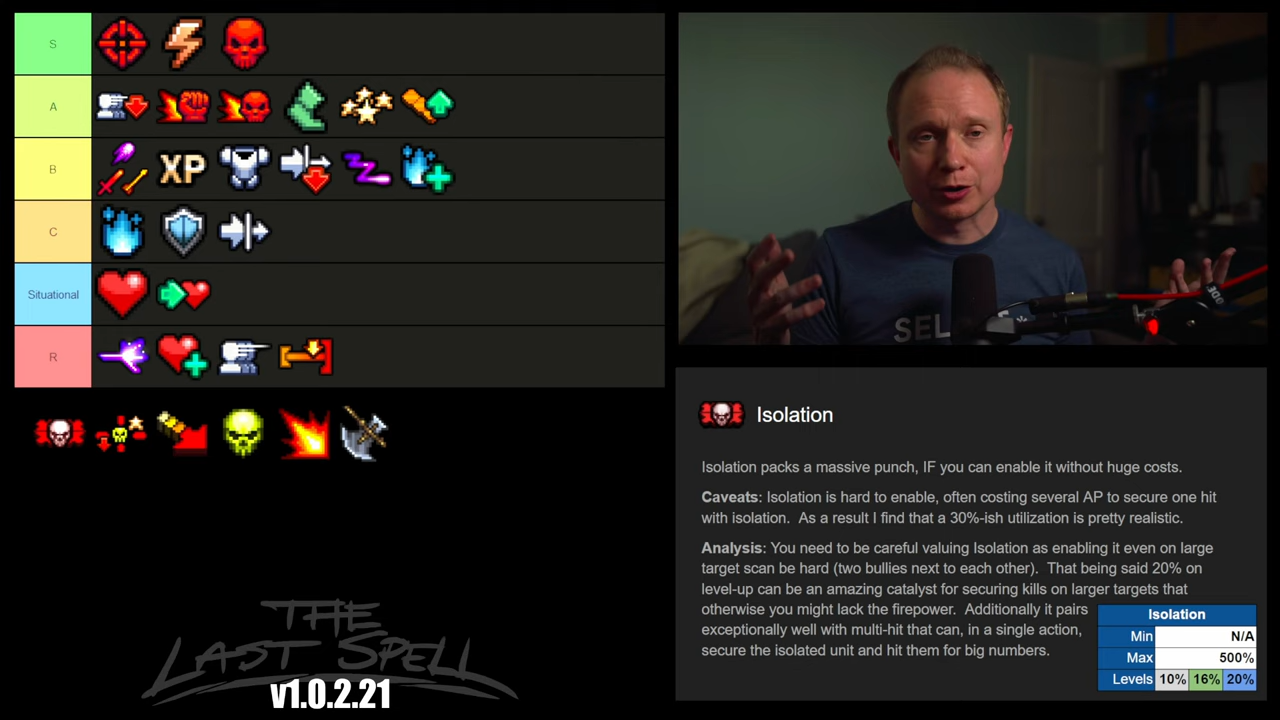 S
A
B
XP
C
Situational
R
THE
LAST SPELL
v1.0.2.21
SEL
ODE
Isolation
Isolation packs a massive punch, IF you can enable it without huge costs.
Caveats: Isolation is hard to enable, often costing several AP to secure one hit
with isolation.  As a result I find that a 30%-ish utilization is pretty realistic.
Analysis: You need to be careful valuing Isolation as enabling it even on large
target scan be hard (two bullies next to each other).  That being said 20% on
level-up can be an amazing catalyst for securing kills on larger targets that
otherwise you might lack the firepower.  Additionally it pairs
exceptionally well with multi-hit that can, in a single action,
secure the isolated unit and hit them for big numbers.
Isolation
Min N/A
Max 500%
Levels 10% 16% 20%